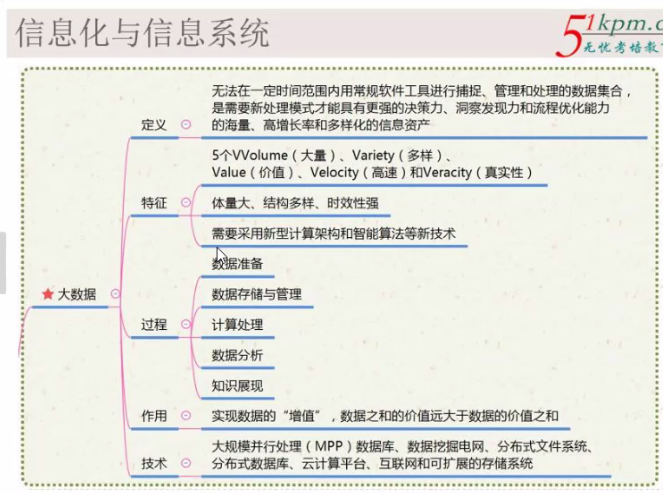 信息化与信息系统
51kpm.c
无忧考培教
无法在一定时间范围内用常规软件工具进行捕捉、管理和处理的数据集合，
是需要新处理模式才能具有更强的决策力、洞察发现力和流程优化能力
定义
的海量、高增长率和多样化的信息资产
5个VVolume（大量）、Variety（多样）、
Value（价值）、Velocity（高速）和Veracity（真实性）
特征
体量大、结构多样、时效性强
需要采用新型计算架构和智能算法等新技术
大数据
过程
数据准备
数据存储与管理
计算处理
数据分析
知识展现
作用
实现数据的“增值”，数据之和的价值远大于数据的价值之和
技术
大规模并行处理（MPP）数据库、数据挖掘电网、分布式文件系统、
分布式数据库、云计算平台、互联网和可扩展的存储系统